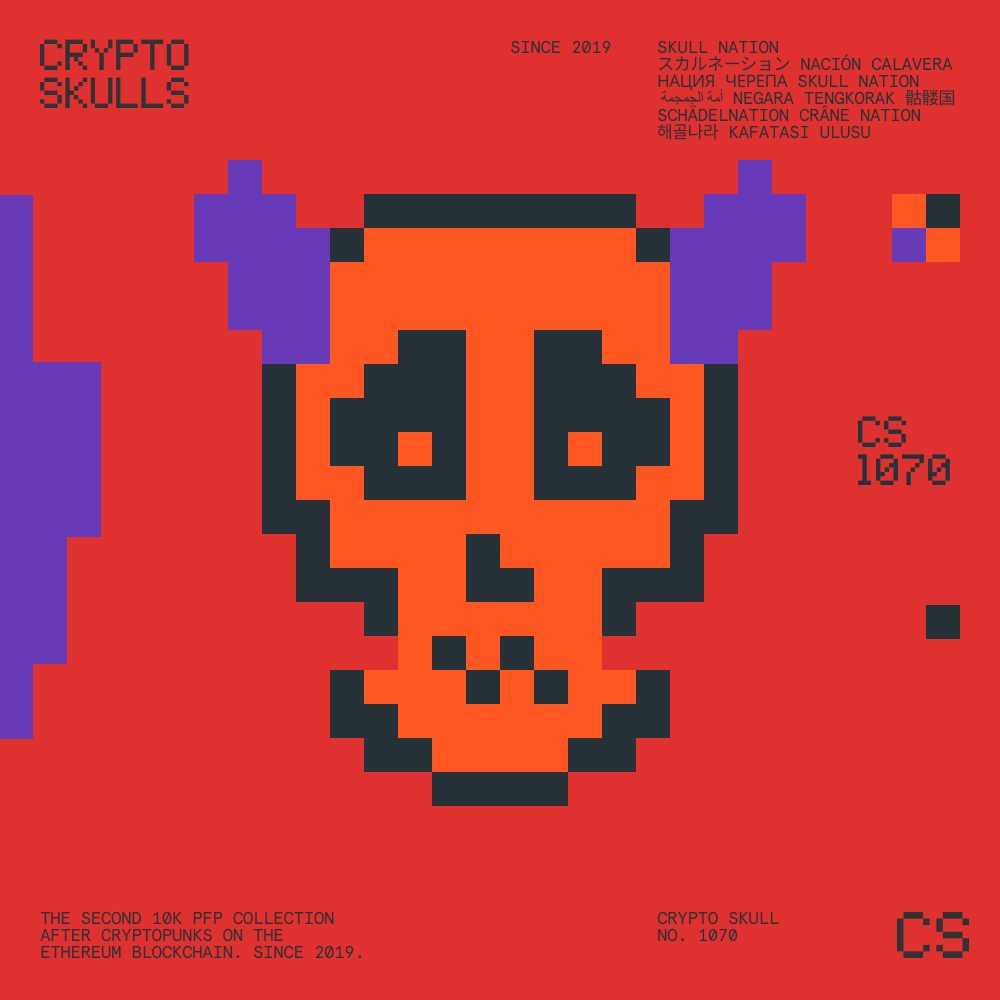 CRYPTO
SKULLS
SINCE 2019
SKULL NATION
スカルネーション NACIÓN CALAVERA
НАЦИЯ ЧЕРЕПА SKULL NATION
أمة الجمجمة NEGARA TENGKORAK 骷髅国
SCHÄDELNATION CRÂNE NATION
해골나라 KAFATASI ULUSU
CS
1070
THE SECOND 10K PFP COLLECTION
AFTER CRYPTOPUNKS ON THE
ETHEREUM BLOCKCHAIN. SINCE 2019.
CRYPTO SKULL
NO. 1070
CS